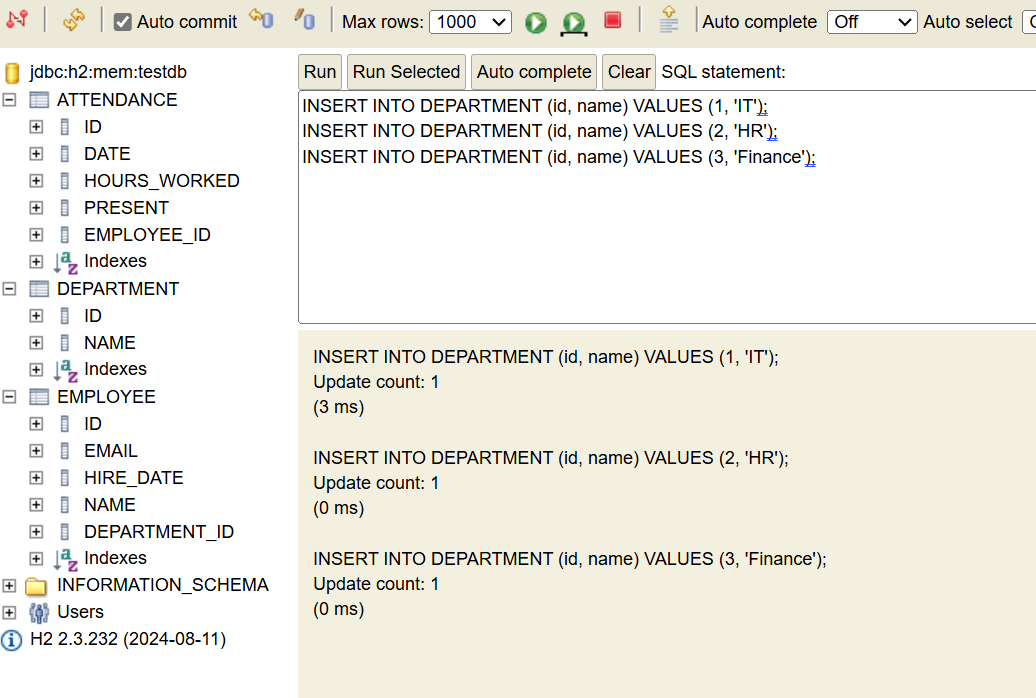 Auto commit Max rows: 1000 Auto complete Off Auto select
jdbc:h2:mem:testdb
ATTENDANCE
ID
DATE
HOURS_WORKED
PRESENT
EMPLOYEE_ID
Indexes
DEPARTMENT
ID
NAME
Indexes
EMPLOYEE
ID
EMAIL
HIRE_DATE
NAME
DEPARTMENT_ID
Indexes
INFORMATION_SCHEMA
Users
H2 2.3.232 (2024-08-11)
Run Run Selected Auto complete Clear SQL statement:
INSERT INTO DEPARTMENT (id, name) VALUES (1, 'IT');
INSERT INTO DEPARTMENT (id, name) VALUES (2, 'HR');
INSERT INTO DEPARTMENT (id, name) VALUES (3, 'Finance');
INSERT INTO DEPARTMENT (id, name) VALUES (1, 'IT');
Update count: 1
(3 ms)
INSERT INTO DEPARTMENT (id, name) VALUES (2, 'HR');
Update count: 1
(0 ms)
INSERT INTO DEPARTMENT (id, name) VALUES (3, 'Finance');
Update count: 1
(0 ms)